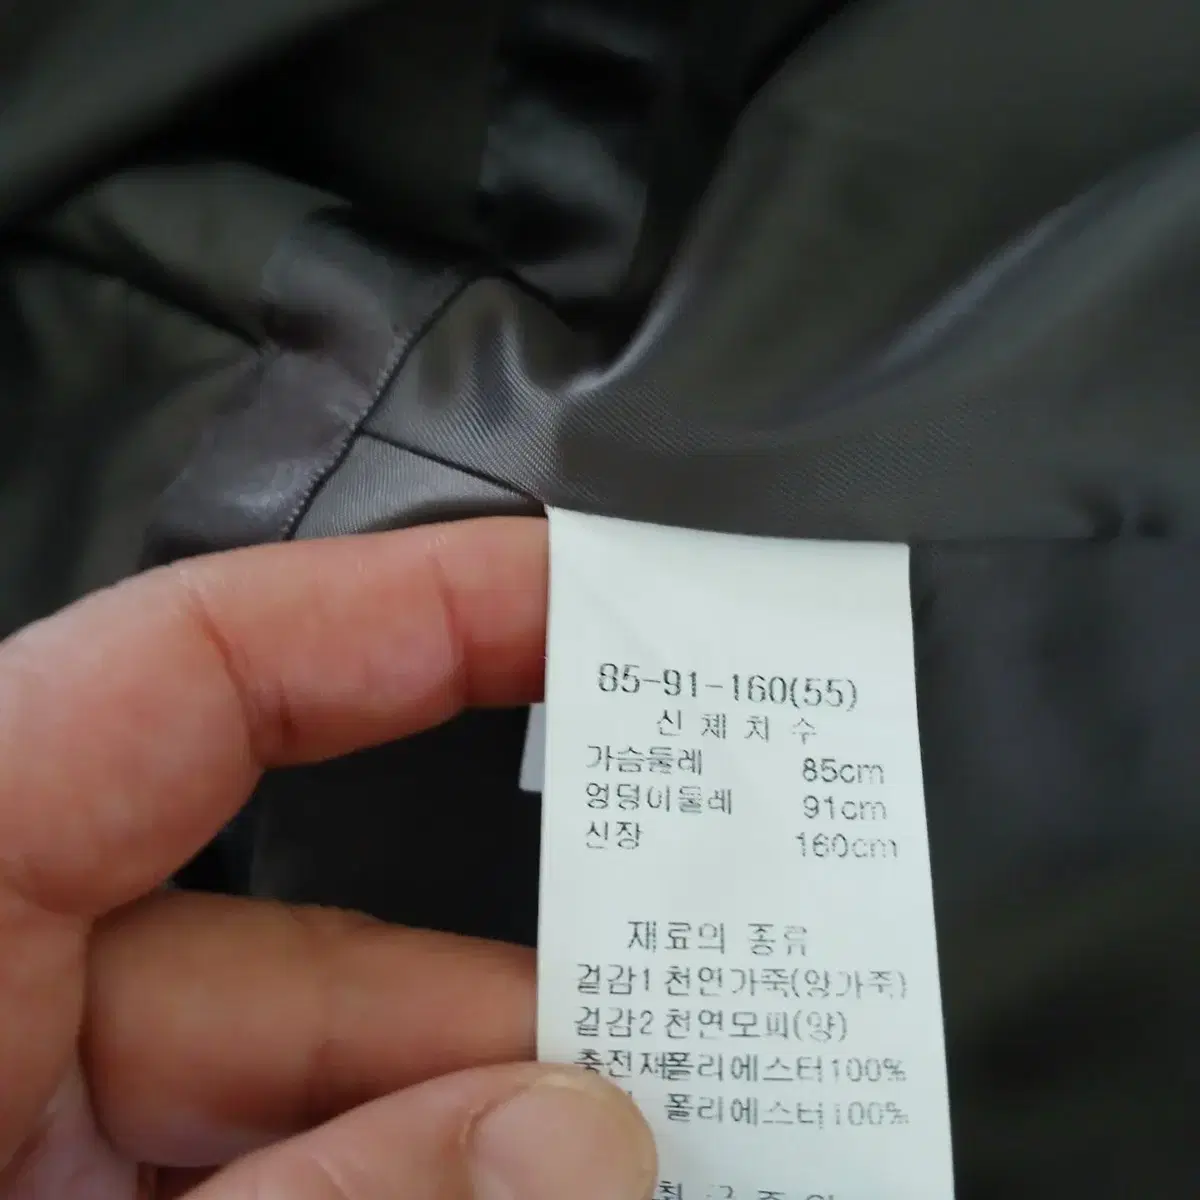 85-91-160(55)
신 체 치 수
가슴둘레 85cm
엉덩이둘레 91cm
신장 160cm
재료의 종류
겉감1 천연가죽(양가죽)
겉감2 천연모피(양)
충전재폴리에스터100%
폴리에스터100%